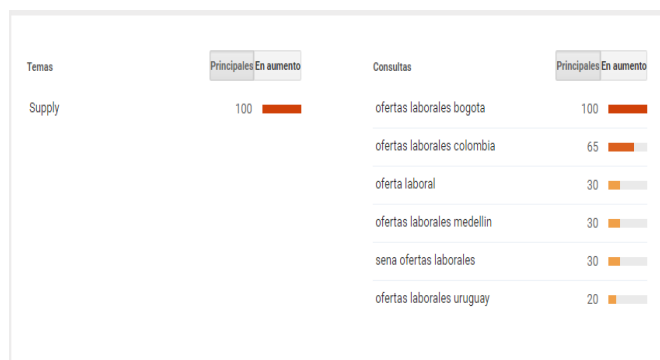 Temas
Principales En aumento
Supply 100
Consultas
Principales En aumento
ofertas laborales bogota 100
ofertas laborales colombia 65
oferta laboral 30
ofertas laborales medellin 30
sena ofertas laborales 30
ofertas laborales uruguay 20